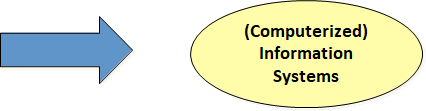 (Computerized)
Information
Systems